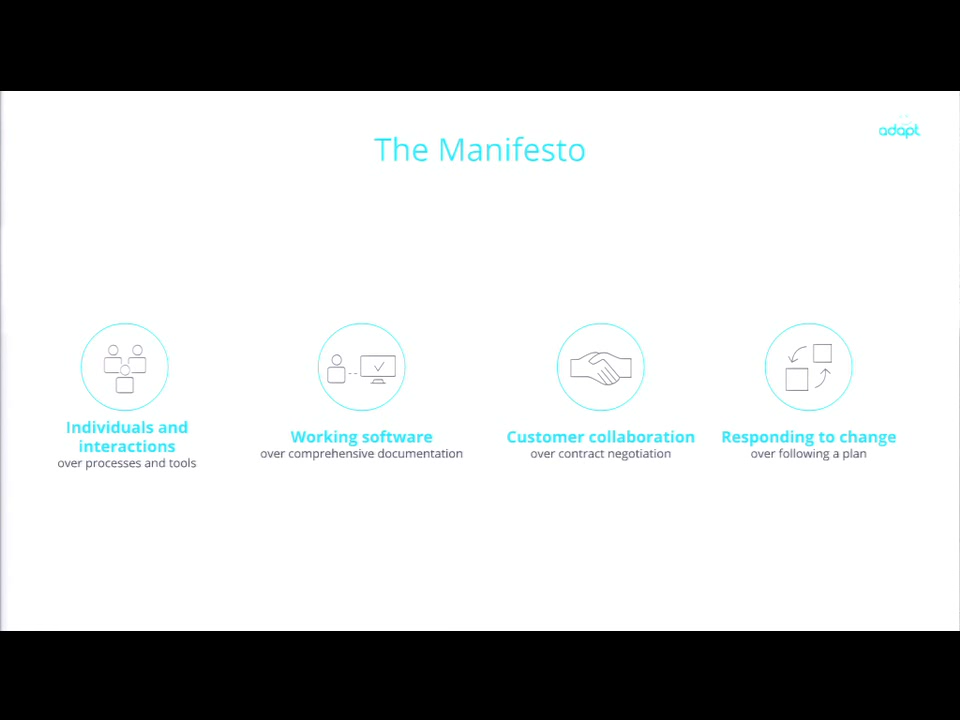 adapt
The Manifesto
Individuals and
interactions
over processes and tools
Working software
over comprehensive documentation
Customer collaboration
over contract negotiation
Responding to change
over following a plan